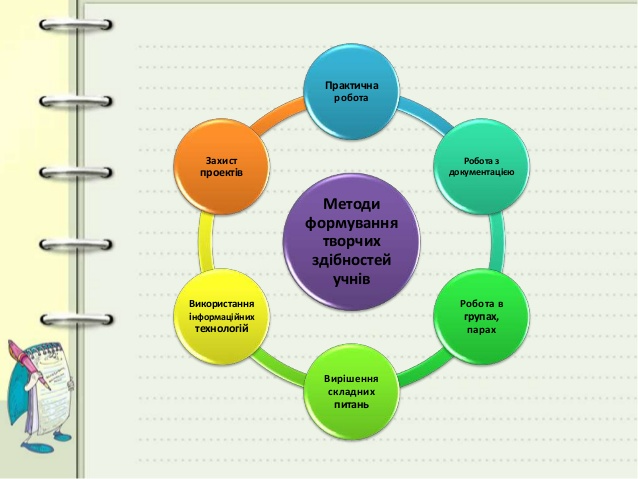 Практична
робота
Робота з
документацією
Робота в
групах,
парах
Вирішення
складних
питань
Використання
інформаційних
технологій
Захист
проектів
Методи
формування
творчих
здібностей
учнів